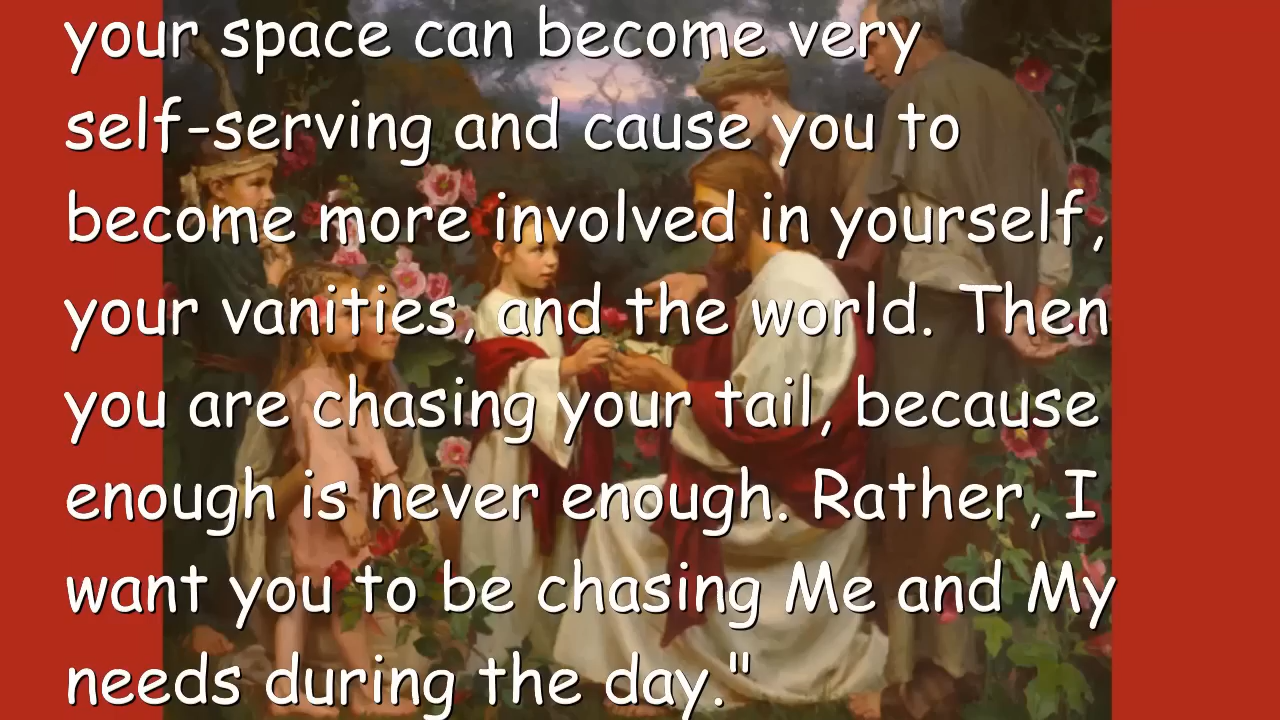 your space can become very
self-serving and cause you to
become more involved in yourself,
your vanities, and the world. Then
you are chasing your tail, because
enough is never enough. Rather, I
want you to be chasing Me and My
needs during the day."